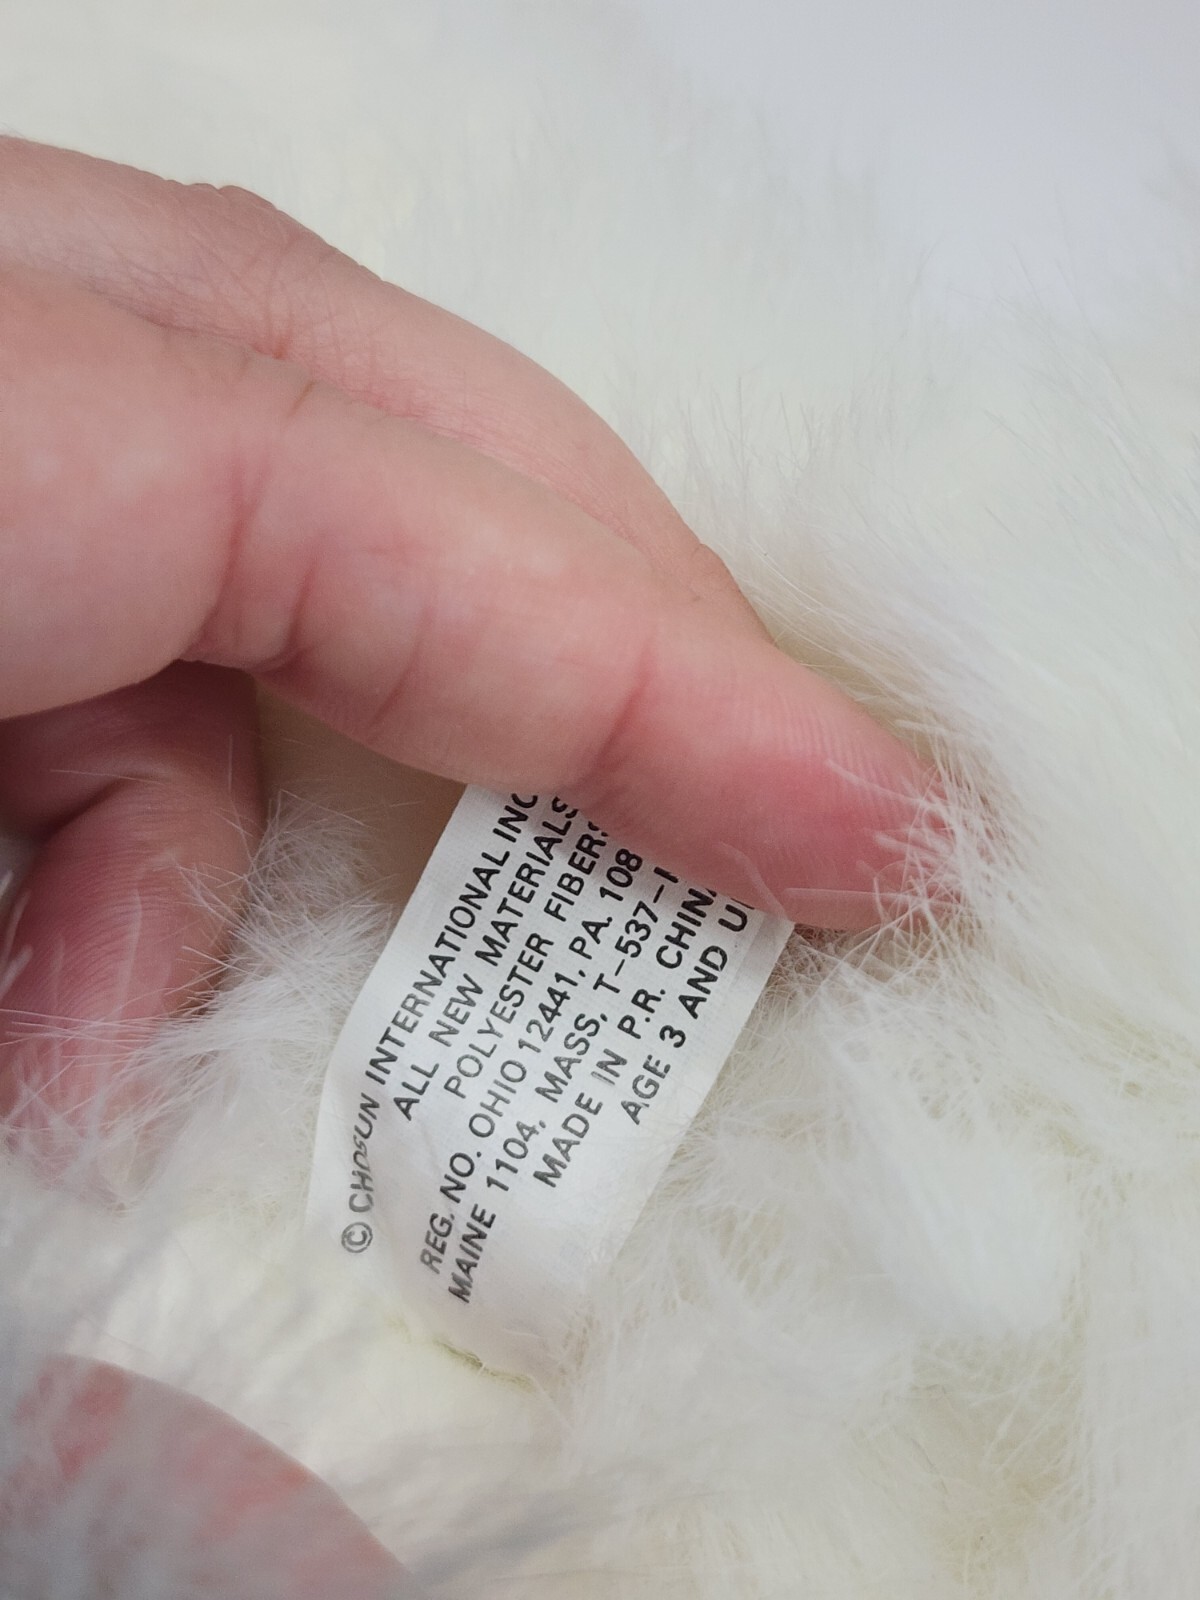 © CHOSUN INTERNATIONAL INC
ALL NEW MATERIALS
POLYESTER FIBERS
REG. NO. OHIO 12441, PA. 108
MAINE 1104, MASS, T-537-
MADE IN P.R. CHINA
AGE 3 AND